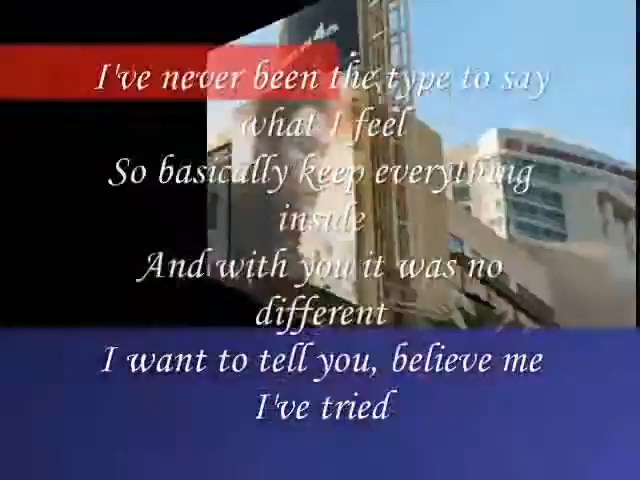 I've never been the type to say
what I feel
So basically keep everything
inside
And with you it was no
different
I want to tell you, believe me
I've tried